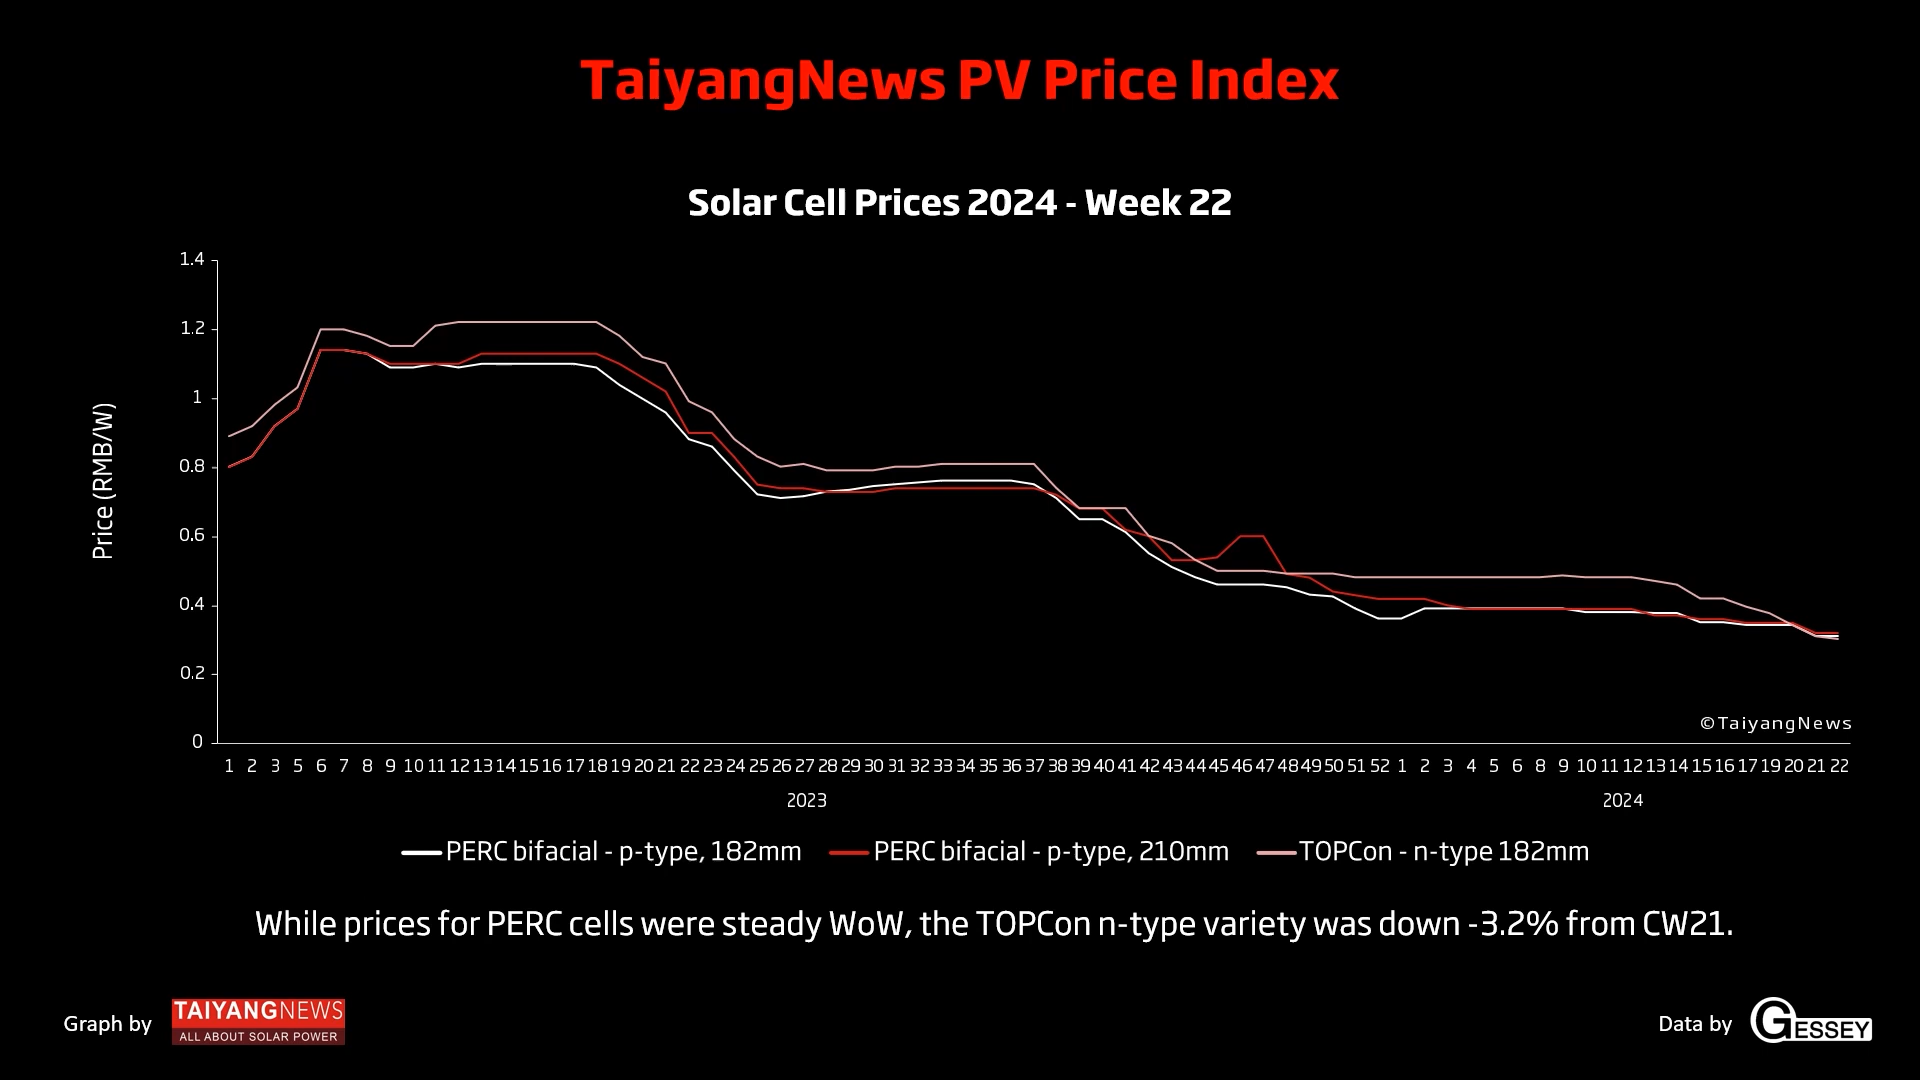 TaiyangNews PV Price Index
Solar Cell Prices 2024 - Week 22
Price (RMB/W)
1.4
1.2
1
0.8
0.6
0.4
0.2
0
©TaiyangNews
1 2 3 5 6 7 8 9 10 11 12 13 14 15 16 17 18 19 20 21 22 23 24 25 26 27 28 29 30 31 32 33 34 35 36 37 38 39 40 41 42 43 44 45 46 47 48 49 50 51 52 1 2 3 4 5 6 8 9 10 11 12 13 14 15 16 17 19 20 21 22
2023 2024
PERC bifacial - p-type, 182mm PERC bifacial - p-type, 210mm TOPCon - n-type 182mm
While prices for PERC cells were steady WoW, the TOPCon n-type variety was down -3.2% from CW21.
Graph by TAIYANGNEWS
ALL ABOUT SOLAR POWER
Data by GESSEY